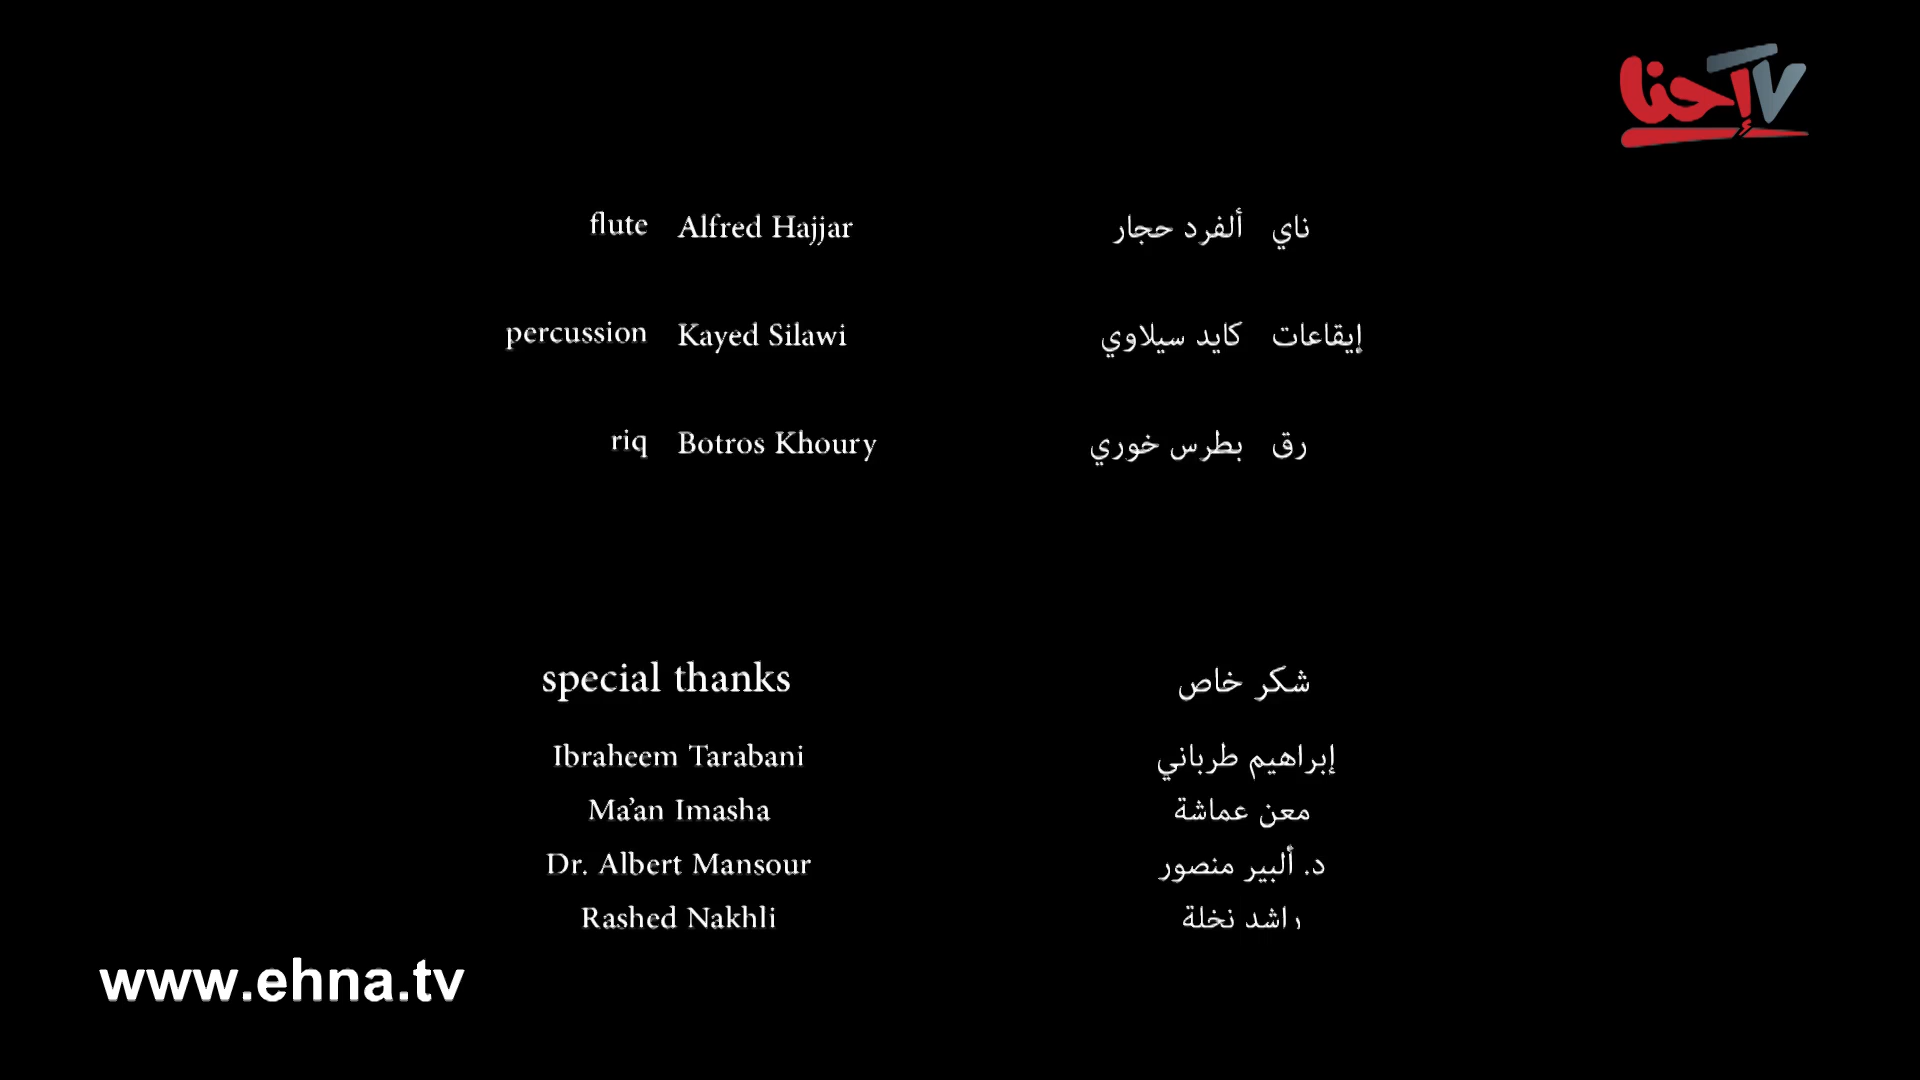 إحنا TV
flute Alfred Hajjar ناي ألفرد حجار
percussion Kayed Silawi إيقاعات كايد سيلاوي
riq Botros Khoury رق بطرس خوري
special thanks شكر خاص
Ibraheem Tarabani إبراهيم طرباني
Ma’an Imasha معن عماشة
Dr. Albert Mansour د. ألبير منصور
Rashed Nakhli راشد نخلة
www.ehna.tv